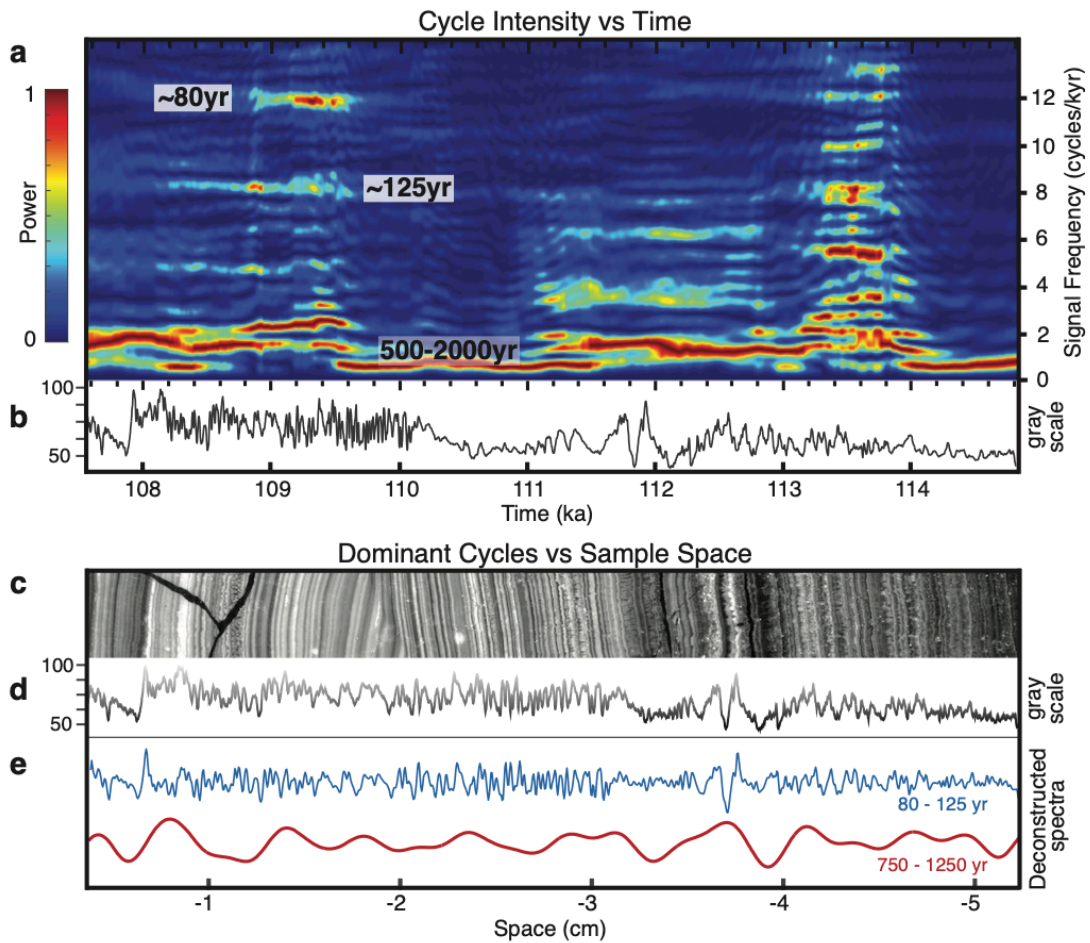 Cycle Intensity vs Time
a
1
Power
0
~80yr
~125yr
500-2000yr
12
10
8
6
4
2
0
Signal Frequency (cycles/kyr)
b
100
50
gray
scale
108 109 110 111 112 113 114
Time (ka)
Dominant Cycles vs Sample Space
c
d
100
50
gray
scale
e
80 - 125 yr
750 - 1250 yr
Deconstructed
spectra
-1 -2 -3 -4 -5
Space (cm)